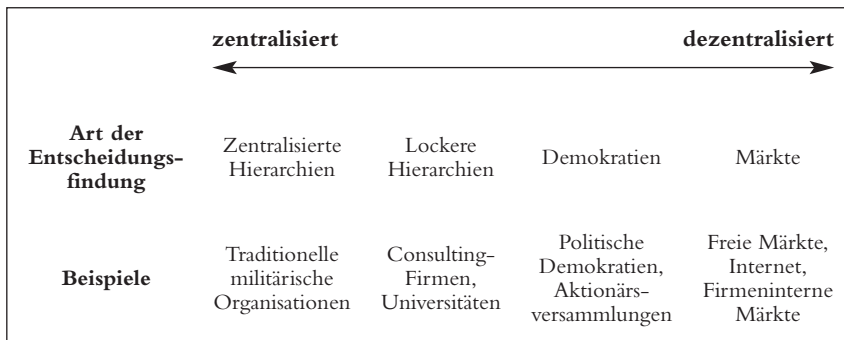 zentralisiert dezentralisiert
Art der
Entscheidungs-
findung
Zentralisierte
Hierarchien
Lockere
Hierarchien
Demokratien
Märkte
Beispiele
Traditionelle
militärische
Organisationen
Consulting-
Firmen,
Universitäten
Politische
Demokratien,
Aktionärs-
versammlungen
Freie Märkte,
Internet,
Firmeninterne
Märkte